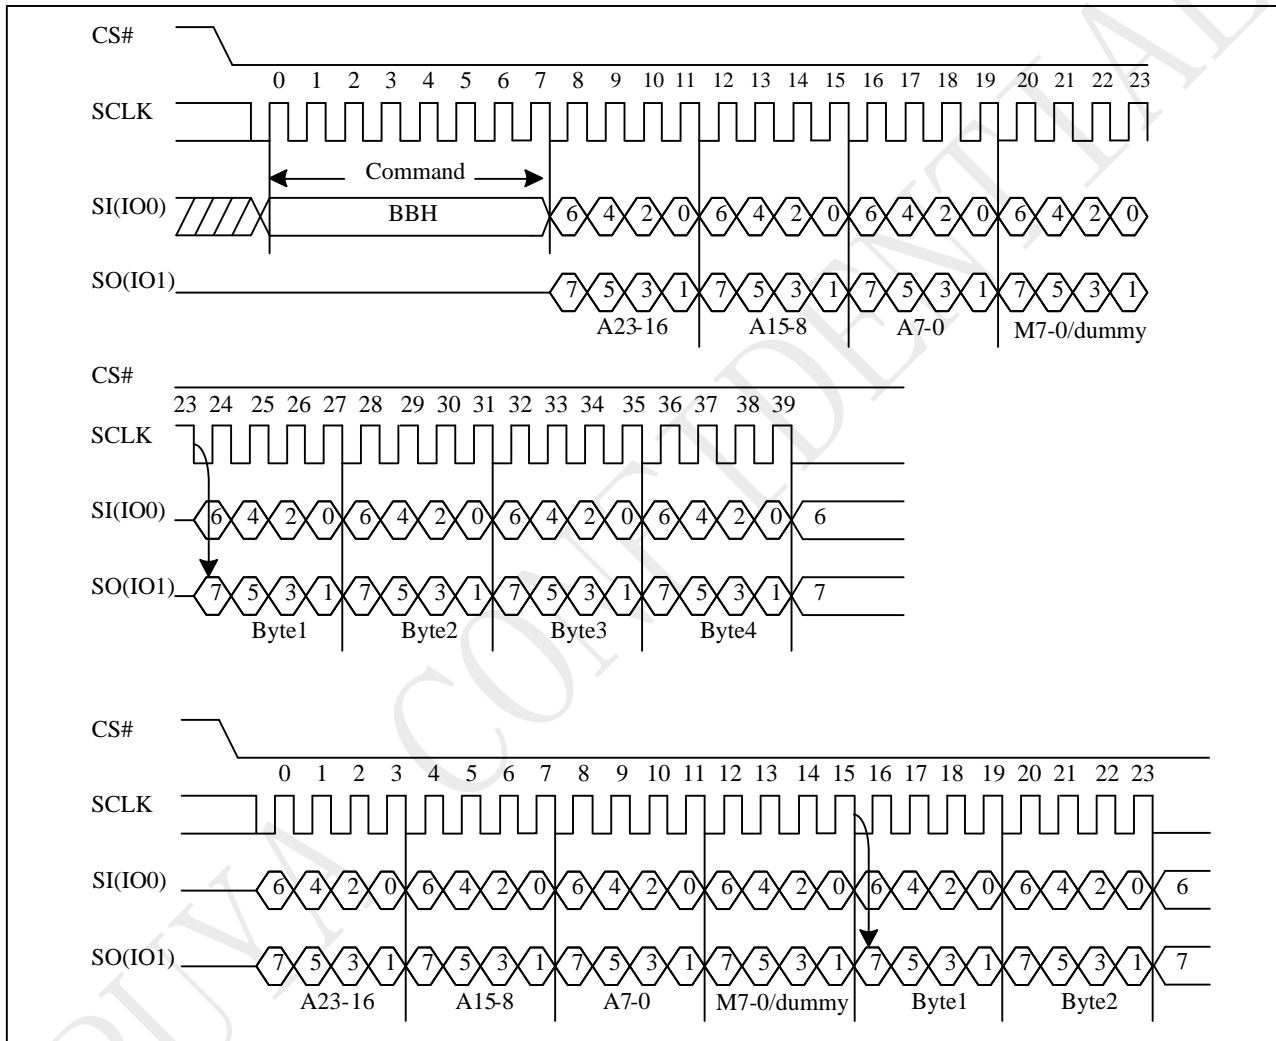 CS#
0 1 2 3 4 5 6 7 8 9 10 11 12 13 14 15 16 17 18 19 20 21 22 23
SCLK
Command
SI(IO0) BBH 6 4 2 0 6 4 2 0 6 4 2 0 6 4 2 0
SO(IO1) 7 5 3 1 7 5 3 1 7 5 3 1 7 5 3 1
A23-16 A15-8 A7-0 M7-0/dummy
CS#
23 24 25 26 27 28 29 30 31 32 33 34 35 36 37 38 39
SCLK
SI(IO0) 6 4 2 0 6 4 2 0 6 4 2 0 6 4 2 0 6
SO(IO1) 7 5 3 1 7 5 3 1 7 5 3 1 7 5 3 1 7
Byte1 Byte2 Byte3 Byte4
CS#
0 1 2 3 4 5 6 7 8 9 10 11 12 13 14 15 16 17 18 19 20 21 22 23
SCLK
SI(IO0) 6 4 2 0 6 4 2 0 6 4 2 0 6 4 2 0 6 4 2 0 6 4 2 0 6
SO(IO1) 7 5 3 1 7 5 3 1 7 5 3 1 7 5 3 1 7 5 3 1 7 5 3 1 7
A23-16 A15-8 A7-0 M7-0/dummy Byte1 Byte2
PUYA CONFIDENTIAL